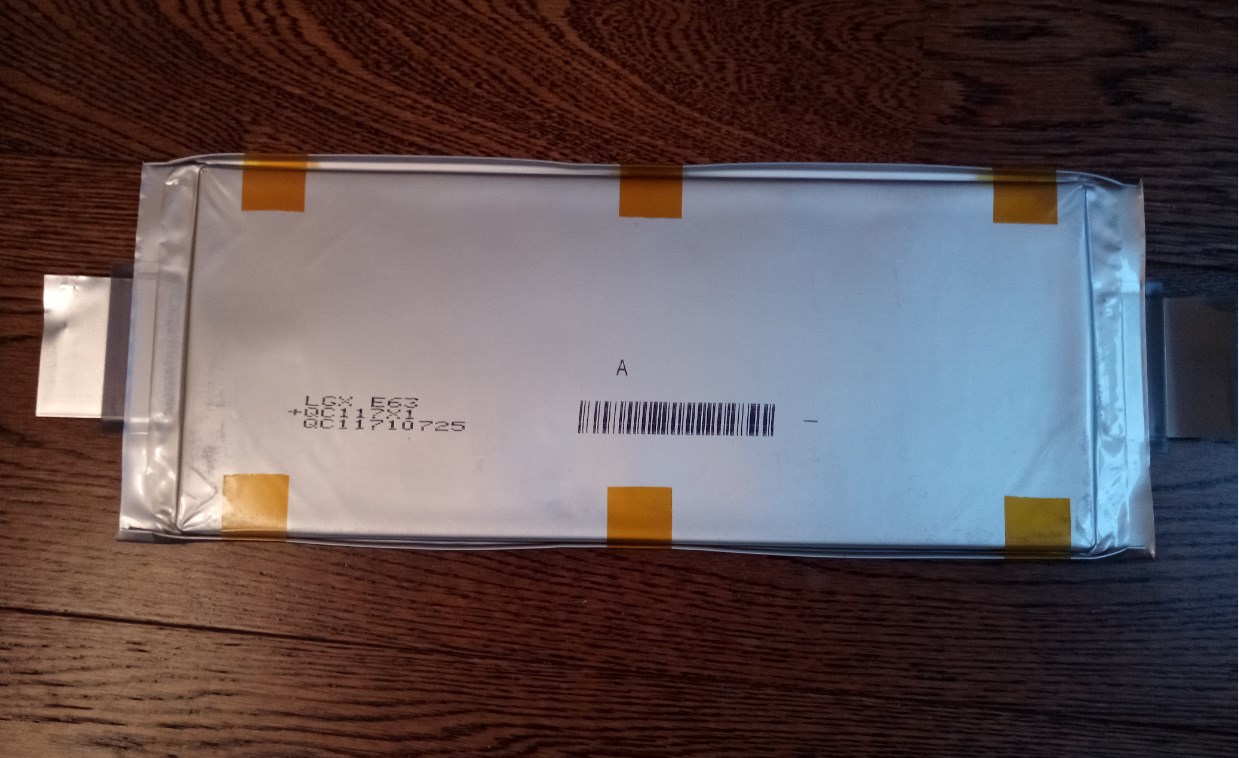 A
LGX E63
+QC117X1
QC11710725
—